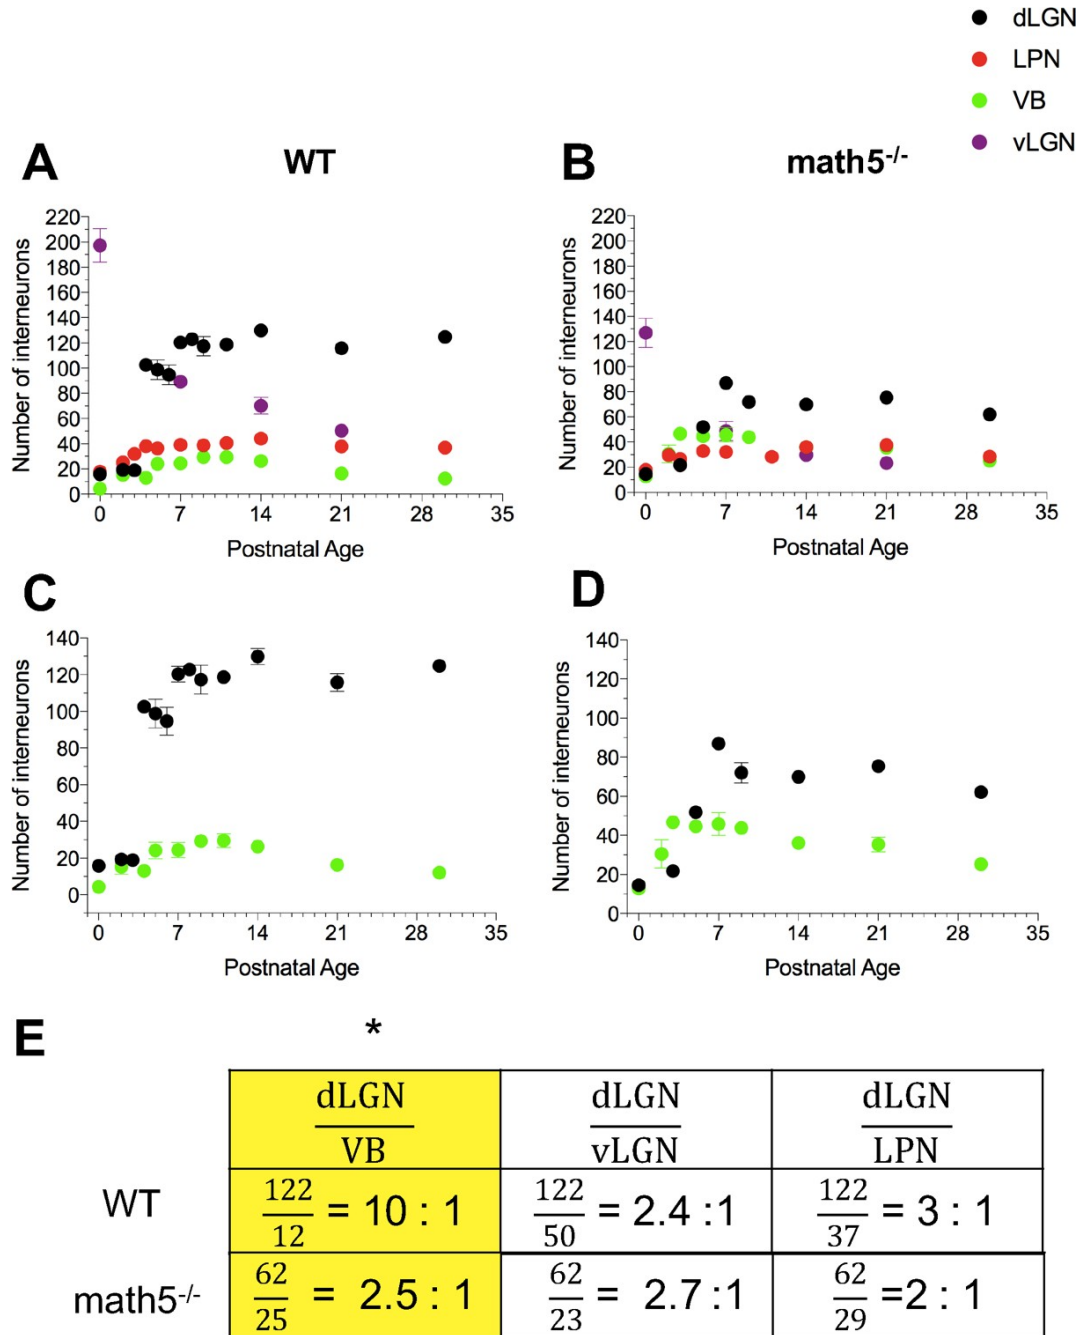 dLGN
LPN
VB
vLGN
A
WT
B
math5-/-
220
200
180
160
140
120
100
80
60
40
20
0
Number of interneurons
0 7 14 21 28 35
Postnatal Age
220
200
180
160
140
120
100
80
60
40
20
0
Number of interneurons
0 7 14 21 28 35
Postnatal Age
C
140
120
100
80
60
40
20
0
Number of interneurons
0 7 14 21 28 35
Postnatal Age
D
140
120
100
80
60
40
20
0
Number of interneurons
0 7 14 21 28 35
Postnatal Age
E
*
dLGN/VB dLGN/vLGN dLGN/LPN
WT 122/12 = 10 : 1 122/50 = 2.4 :1 122/37 = 3 : 1
math5-/- 62/25 = 2.5 : 1 62/23 = 2.7 :1 62/29 =2 : 1